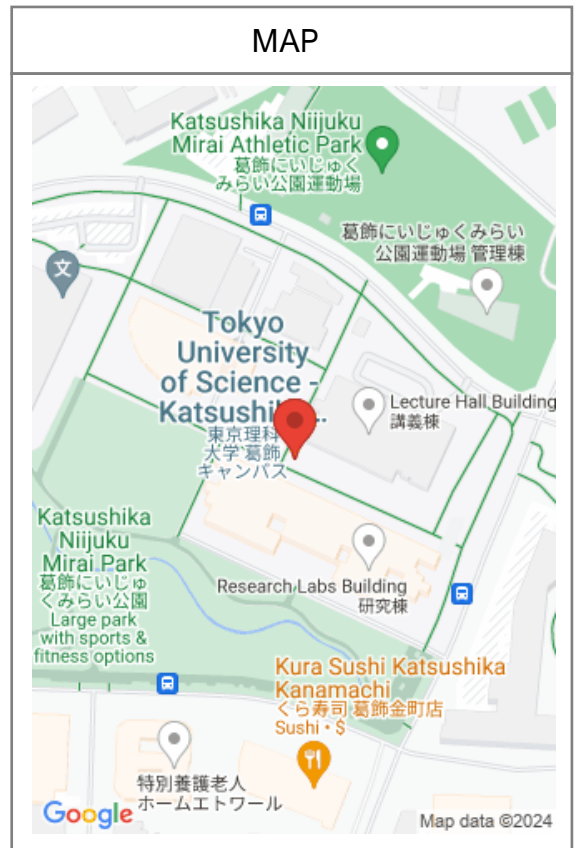 MAP
Katsushika Niijuku
Mirai Athletic Park
葛飾にいじゅく
みらい公園運動場
葛飾にいじゅくみらい
公園運動場 管理棟
文
Tokyo
University
of Science -
Katsushik...
東京理科
大学 葛飾
キャンパス
Lecture Hall Building
講義棟
Katsushika
Niijuku
Mirai Park
葛飾にいじゅ
くみらい公園
Large park
with sports &
fitness options
Research Labs Building
研究棟
Kura Sushi Katsushika
Kanamachi
くら寿司 葛飾金町店
Sushi・$
特別養護老人
ホームエトワール
Google
Map data ©2024